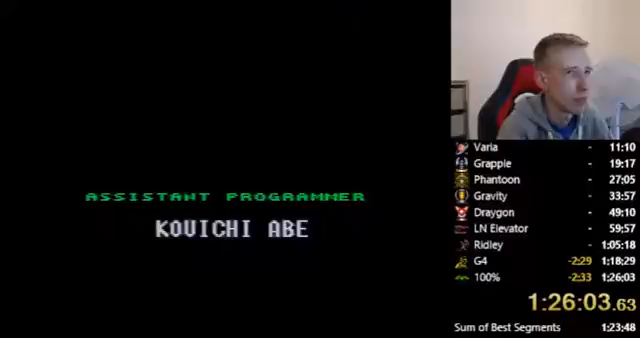 ASSISTANT PROGRAMMER
KOUICHI ABE
Varia - 11:10
Grapple - 19:17
Phantoon - 27:05
Gravity - 33:57
Draygon - 49:10
LN Elevator - 59:57
Ridley - 1:05:18
G4 -2:29 1:18:29
100% -2:33 1:26:03
1:26:03.63
Sum of Best Segments 1:23:48